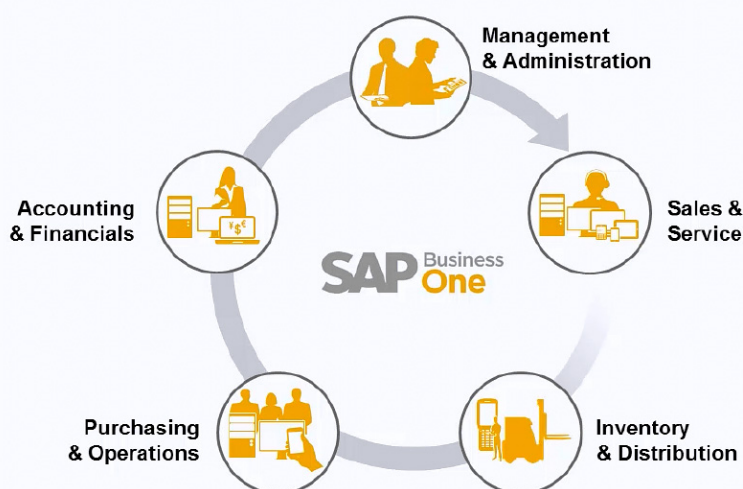 Management
& Administration
Accounting
& Financials
¥$€
Sales &
Service
SAP Business
One
Purchasing
& Operations
Inventory
& Distribution